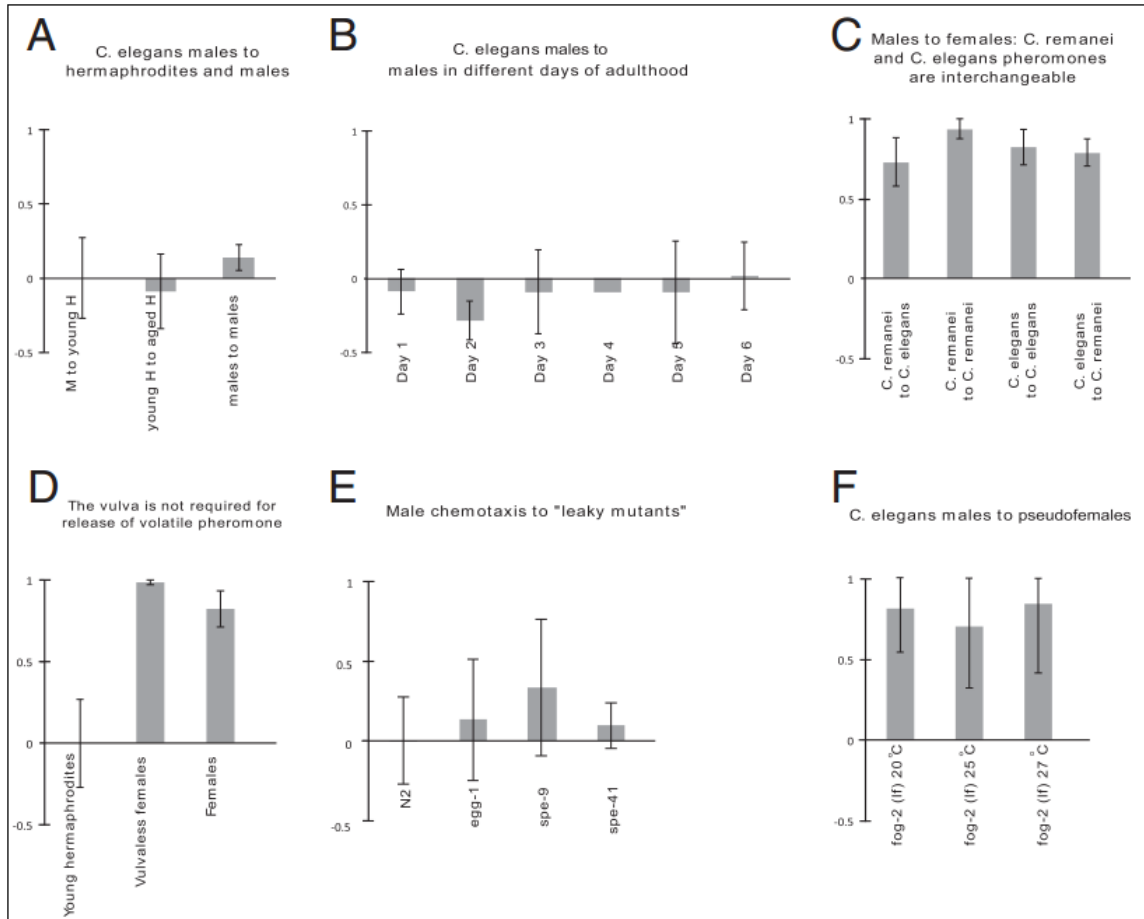 A
C. elegans males to
hermaphrodites and males
1
0.5
0
-0.5
M to young H
young H to aged H
males to males
B
C. elegans males to
males in different days of adulthood
1
0.5
0
-0.5
Day 1
Day 2
Day 3
Day 4
Day 5
Day 6
C
Males to females: C. remanei
and C. elegans pheromones
are interchangeable
1
0.5
0
-0.5
C. remanei
to C. elegans
C. remanei
to C. remanei
C. elegans
to C. elegans
C. elegans
to C. remanei
D
The vulva is not required for
release of volatile pheromone
1
0.5
0
-0.5
Young hermaphrodites
Vulvaless females
Females
E
Male chemotaxis to "leaky mutants"
1
0.5
0
-0.5
N2
egg-1
spe-9
spe-41
F
C. elegans males to pseudofemales
1
0.5
0
-0.5
fog-2 (lf) 20°C
fog-2 (lf) 25°C
fog-2 (lf) 27°C